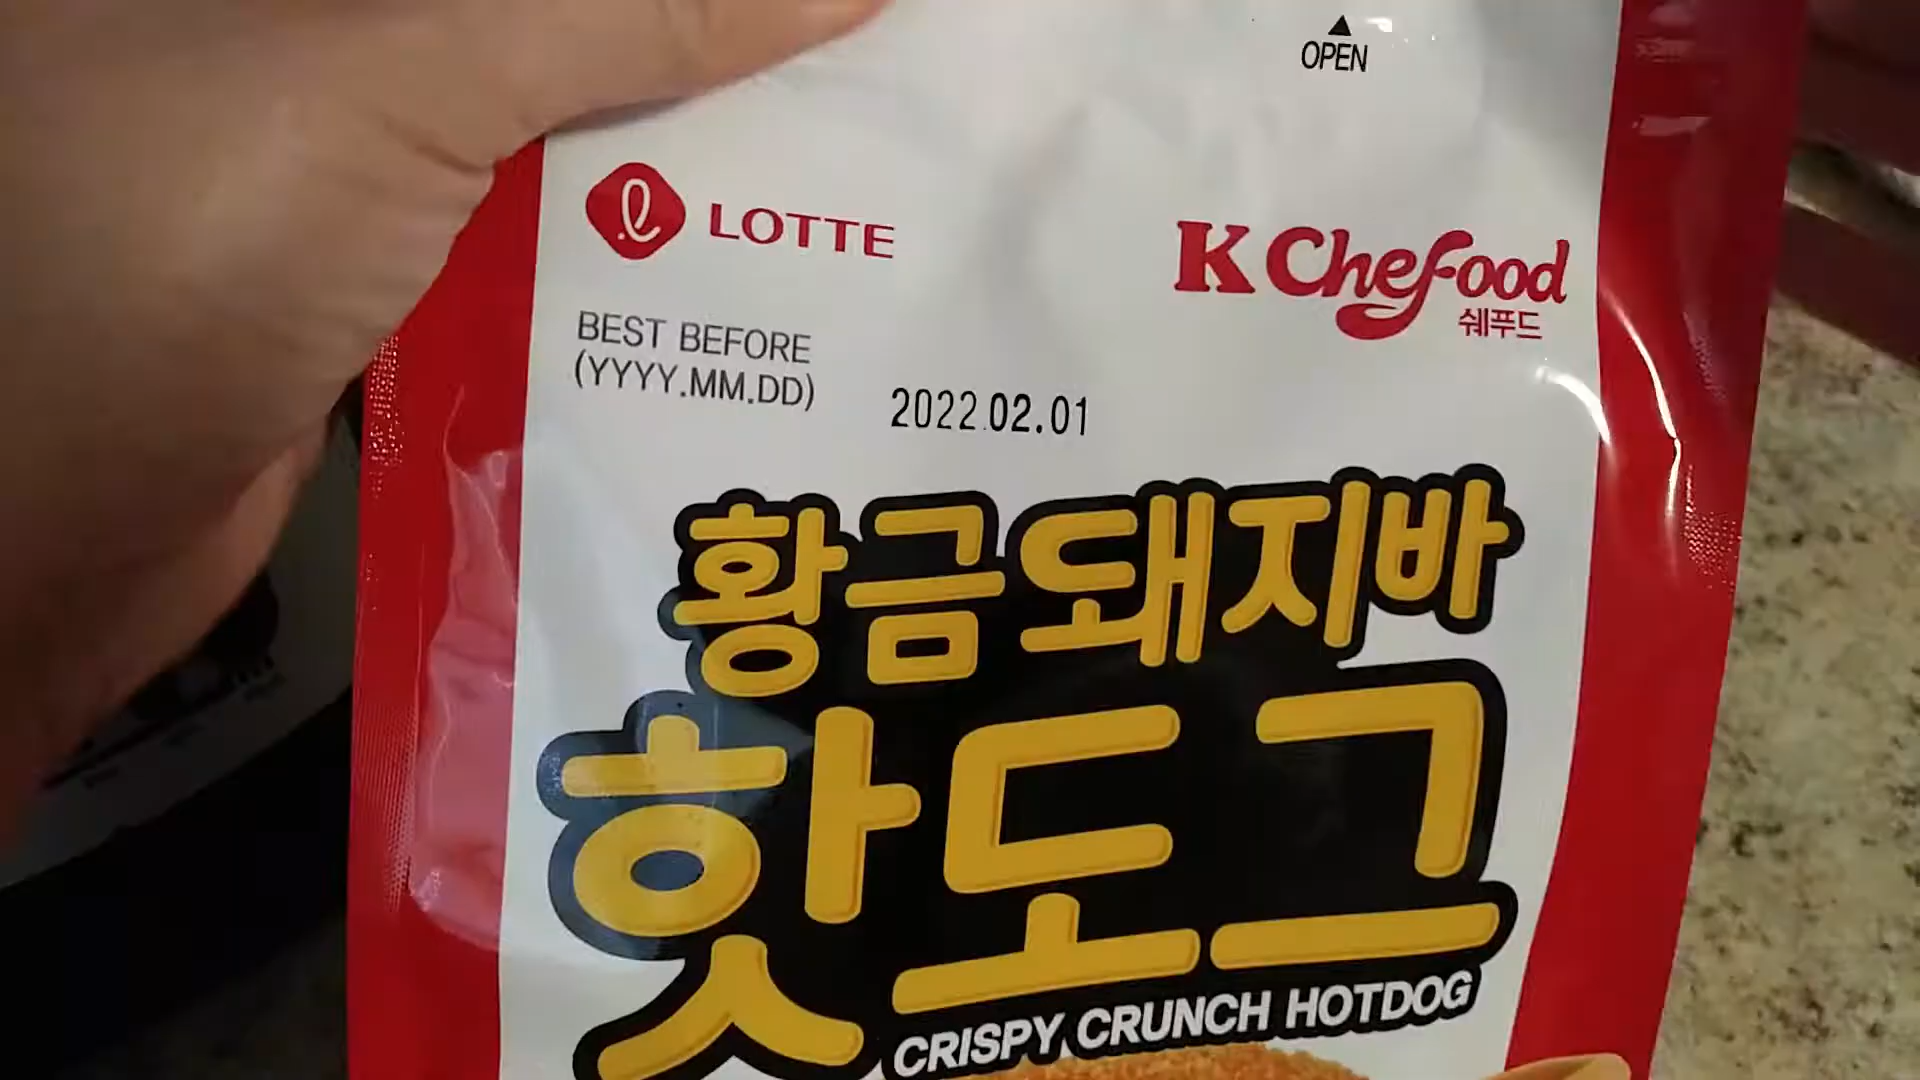 OPEN
LOTTE
K Chefood
쉐푸드
BEST BEFORE
(YYYY.MM.DD)
2022.02.01
황금돼지바
핫도그
CRISPY CRUNCH HOTDOG